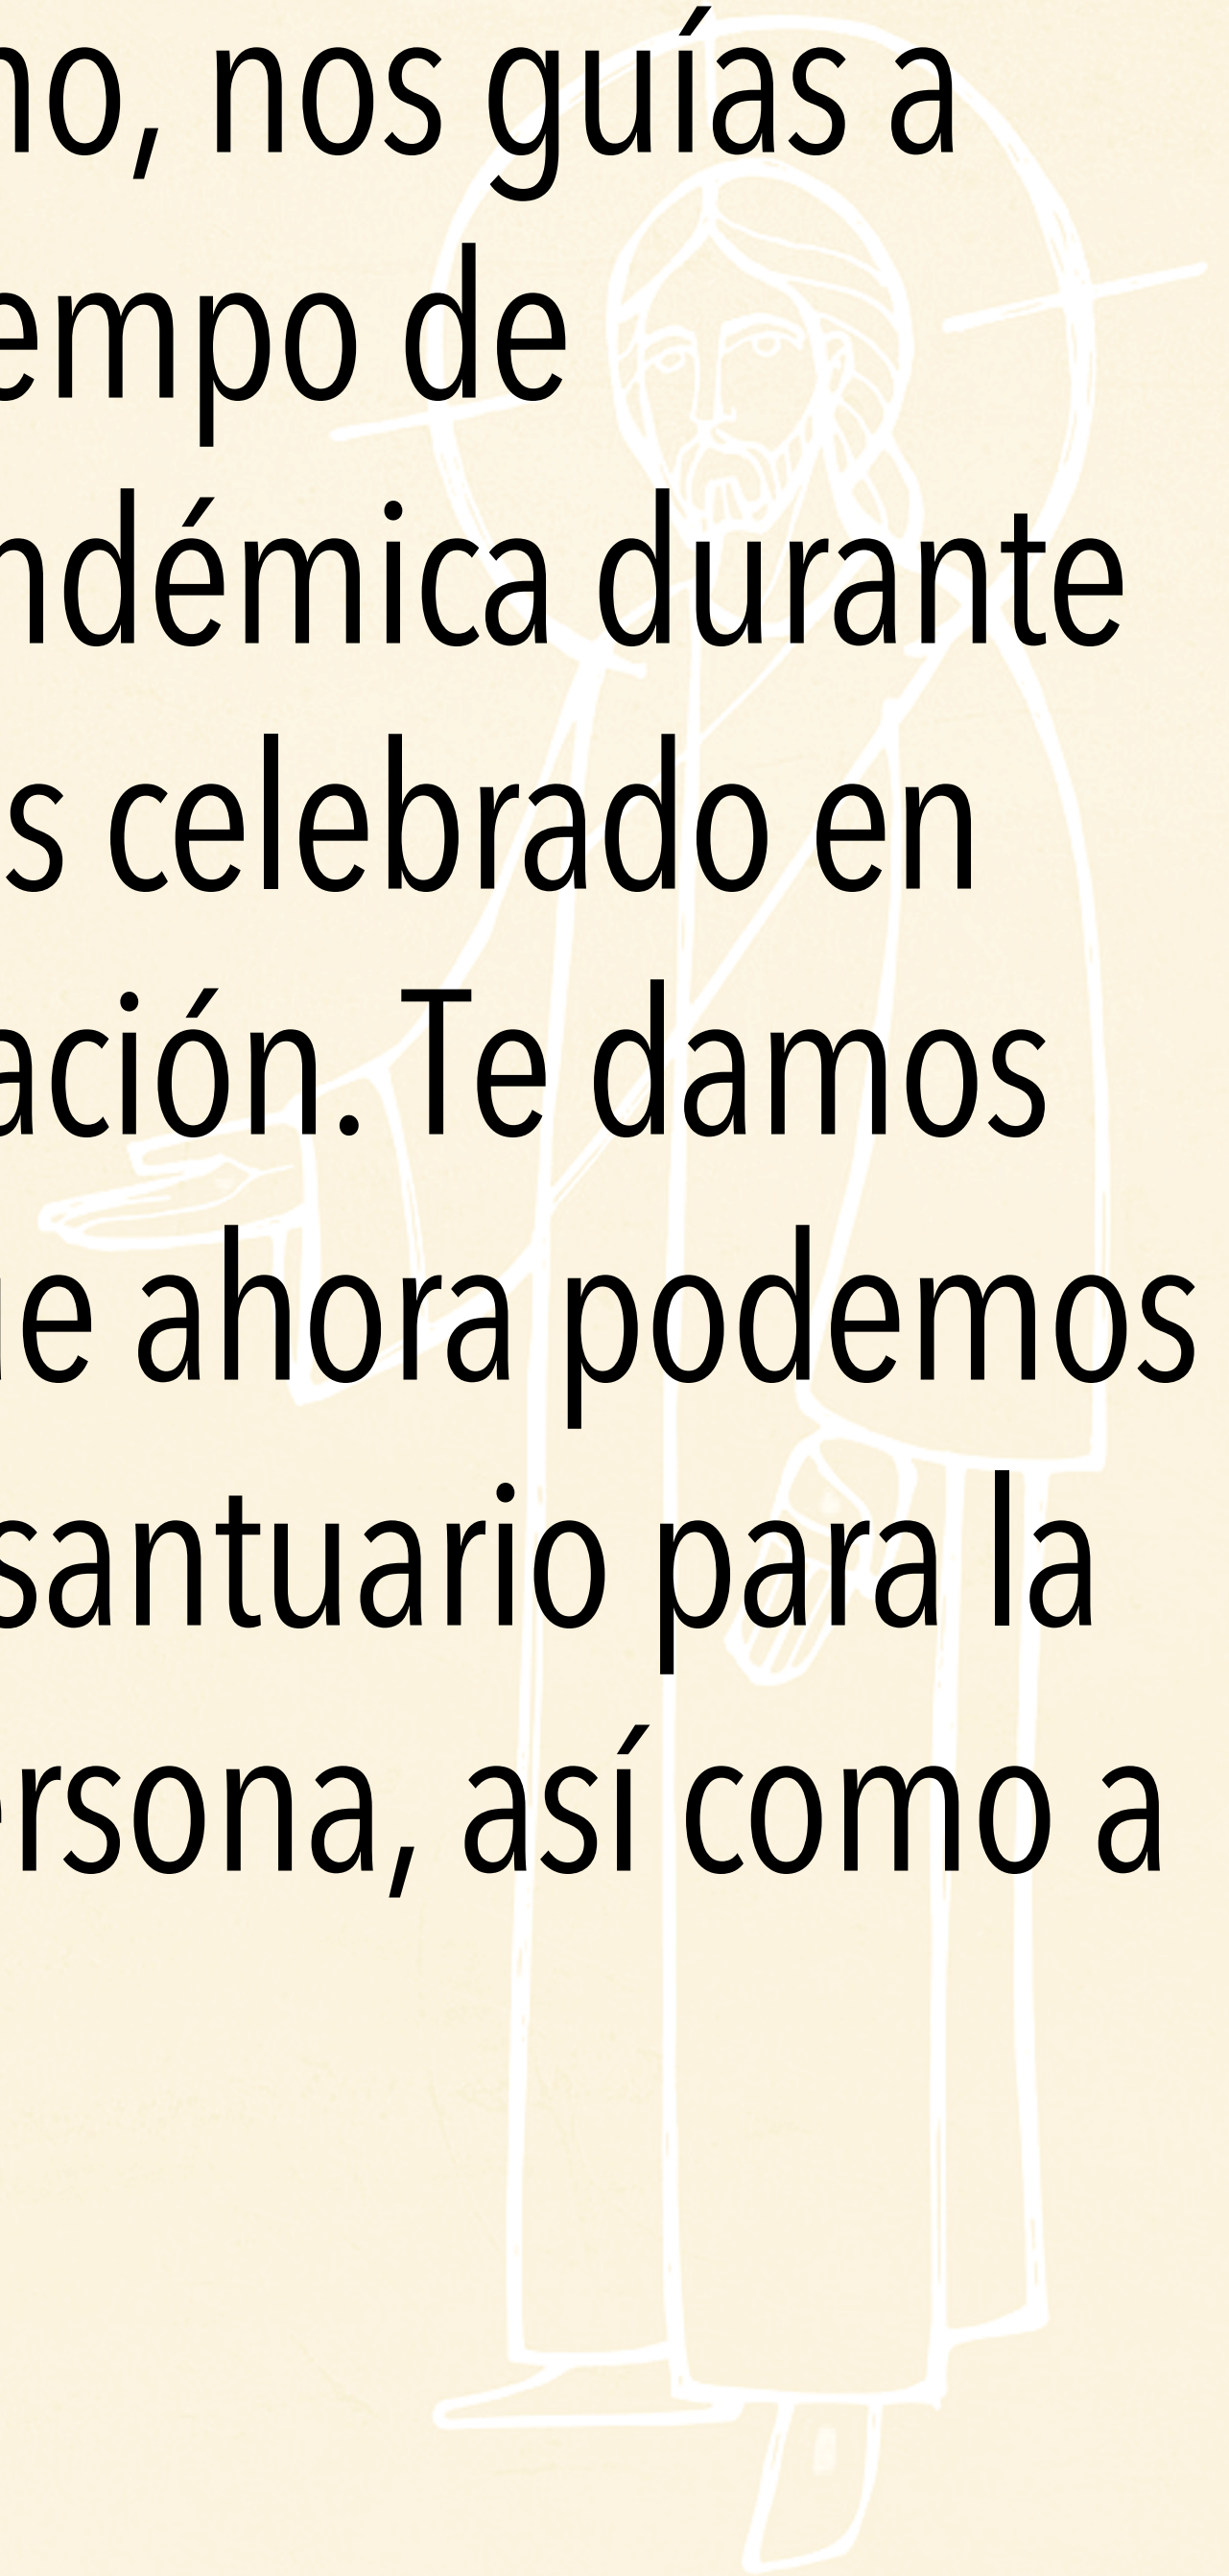 no, nos guías a
empo de
ndémica durante
s celebrado en
ación. Te damos
ue ahora podemos
santuario para la
ersona, así como a